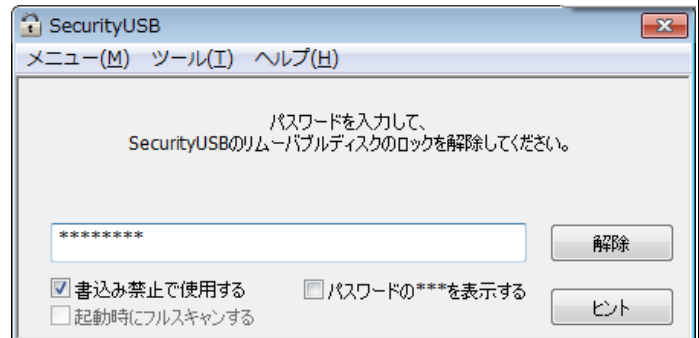 SecurityUSB
メニュー(M) ツール(T) ヘルプ(H)
パスワードを入力して、
SecurityUSBのリムーバブルディスクのロックを解除してください。
********
解除
書込み禁止で使用する
パスワードの***を表示する
起動時にフルスキャンする
ヒント